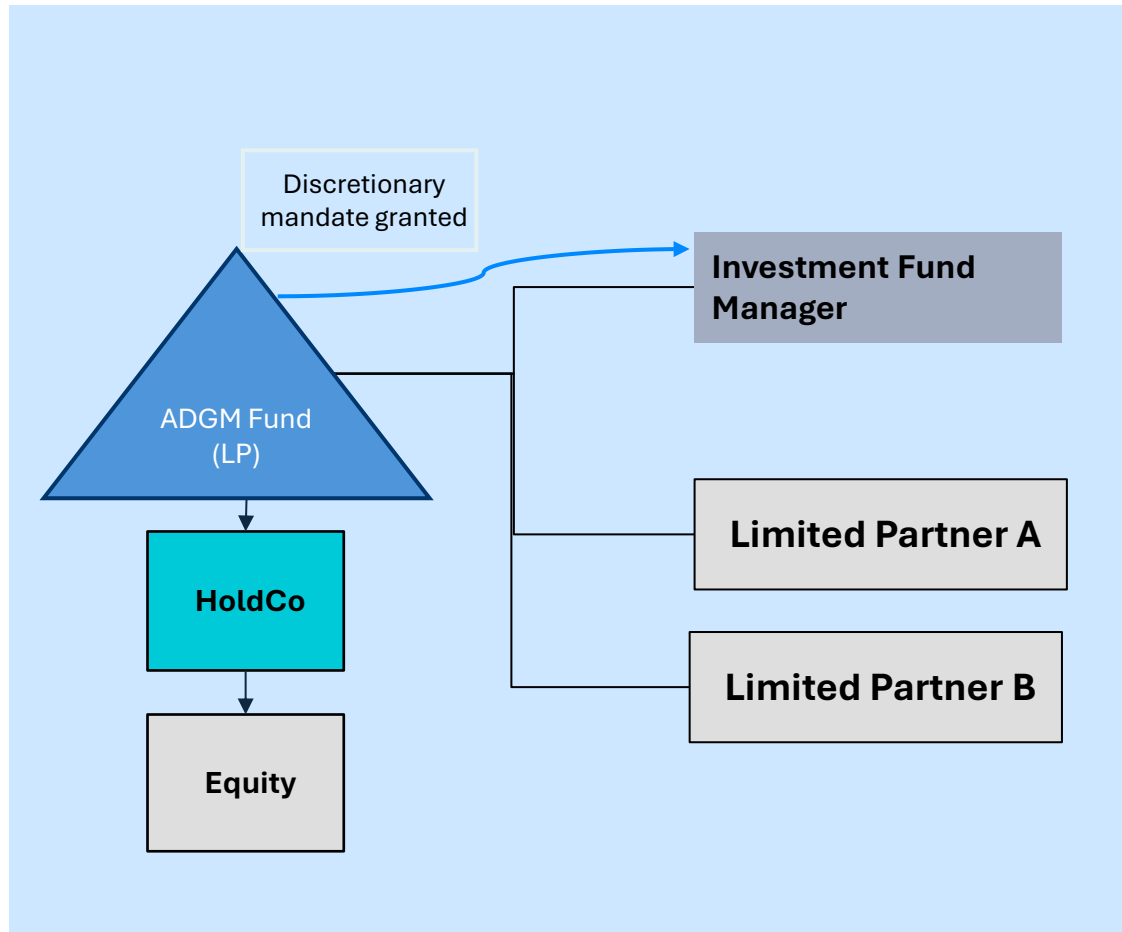 Discretionary
mandate granted
Investment Fund
Manager
ADGM Fund
(LP)
Limited Partner A
HoldCo
Limited Partner B
Equity